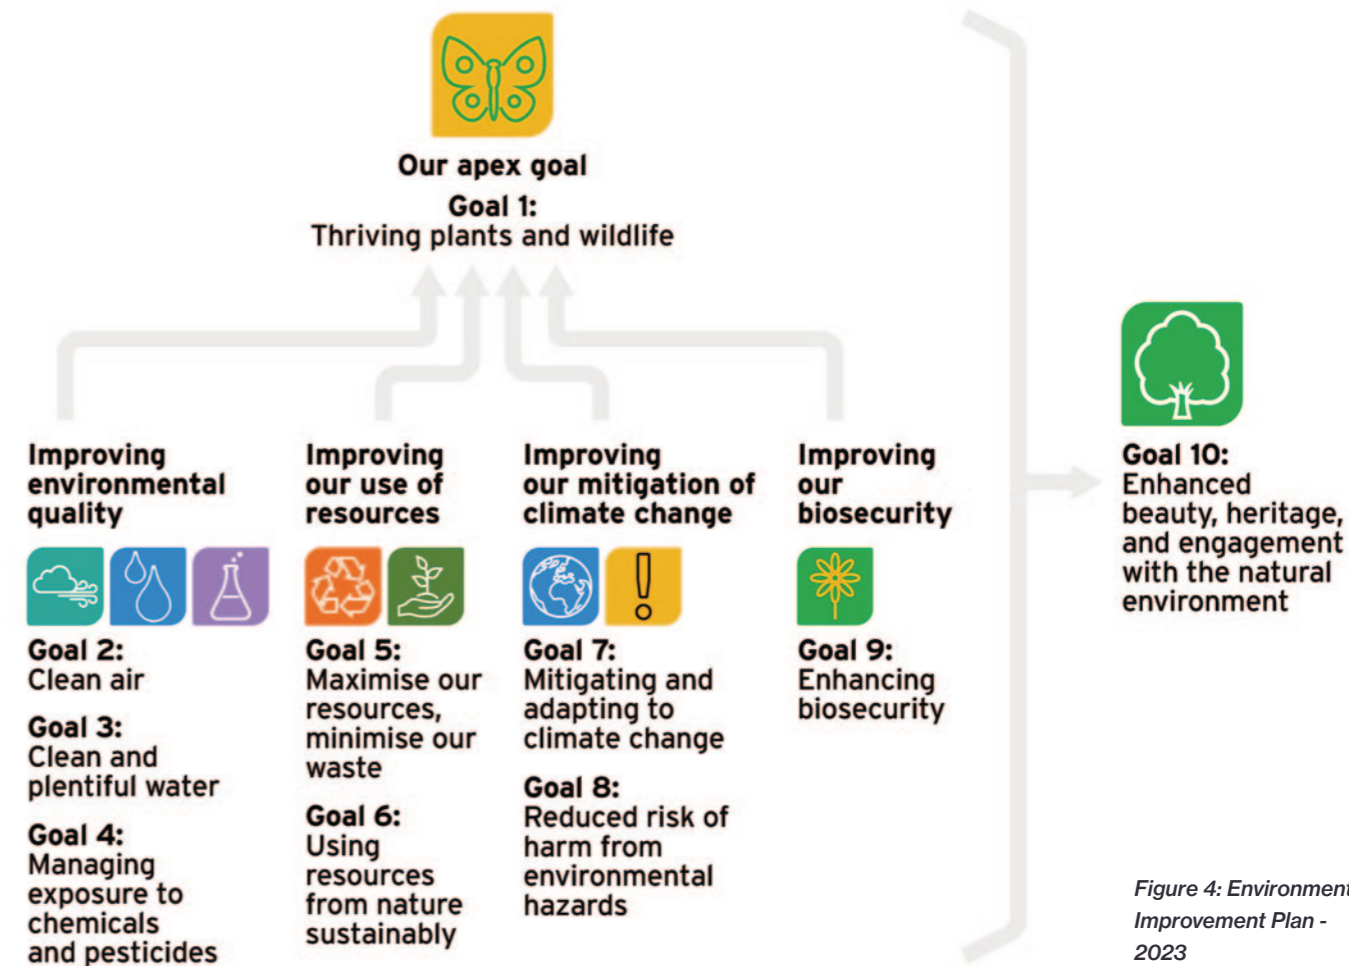 Our apex goal
Goal 1:
Thriving plants and wildlife
Improving
environmental
quality
Goal 2:
Clean air
Goal 3:
Clean and
plentiful water
Goal 4:
Managing
exposure to
chemicals
and pesticides
Improving
our use of
resources
Goal 5:
Maximise our
resources,
minimise our
waste
Goal 6:
Using
resources
from nature
sustainably
Improving
our mitigation of
climate change
Goal 7:
Mitigating and
adapting to
climate change
Goal 8:
Reduced risk of
harm from
environmental
hazards
Improving
our
biosecurity
Goal 9:
Enhancing
biosecurity
Goal 10:
Enhanced
beauty, heritage,
and engagement
with the natural
environment
Figure 4: Environment
Improvement Plan -
2023